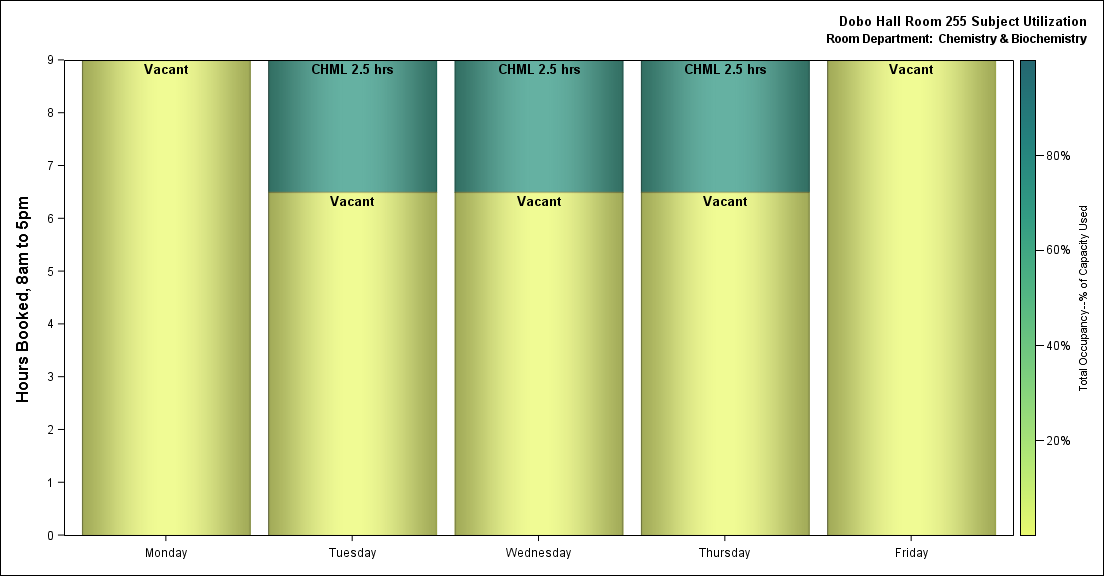 Dobo Hall Room 255 Subject Utilization
Room Department: Chemistry & Biochemistry
Hours Booked, 8am to 5pm
9
8
7
6
5
4
3
2
1
0
Vacant
CHML 2.5 hrs
CHML 2.5 hrs
CHML 2.5 hrs
Vacant
Vacant
Vacant
Vacant
Monday
Tuesday
Wednesday
Thursday
Friday
80%
60%
40%
20%
Total Occupancy--% of Capacity Used